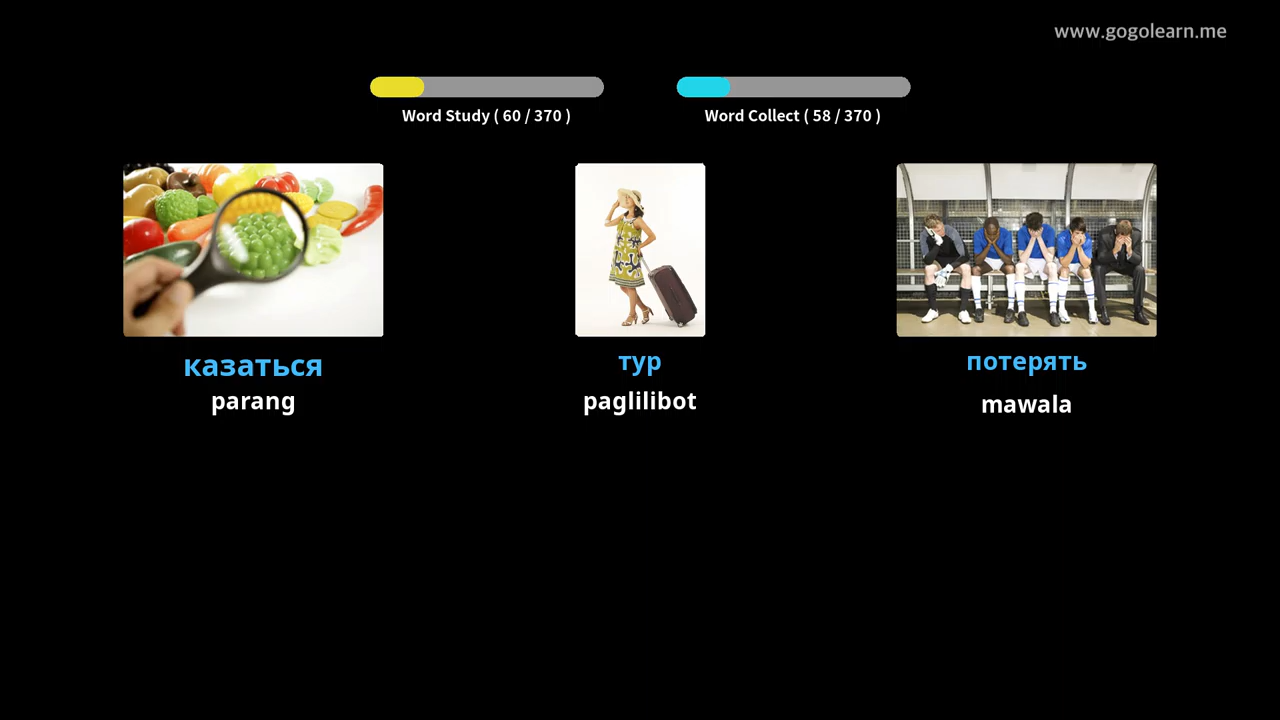 www.gogolearn.me
Word Study ( 60 / 370 )
Word Collect ( 58 / 370 )
казаться
parang
тур
paglilibot
потерять
mawala